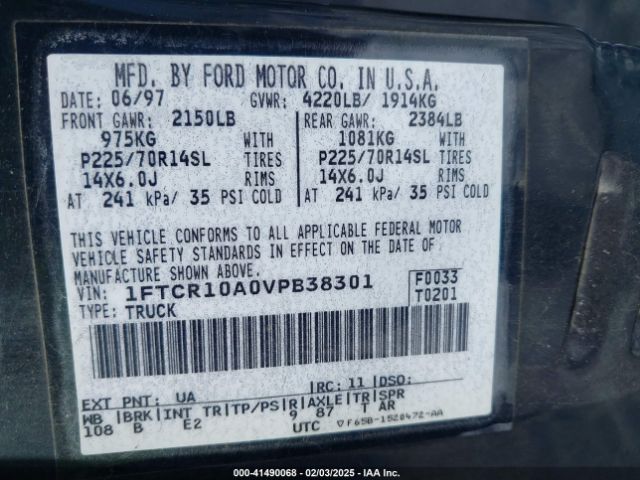 MFD. BY FORD MOTOR CO. IN U.S.A.
DATE: 06/97 GVWR: 4220LB/ 1914KG
FRONT GAWR: 2150LB REAR GAWR: 2384LB
975KG WITH 1081KG WITH
P225/70R14SL TIRES P225/70R14SL TIRES
14X6.0J RIMS 14X6.0J RIMS
AT 241 kPa/ 35 PSI COLD AT 241 kPa/ 35 PSI COLD
THIS VEHICLE CONFORMS TO ALL APPLICABLE FEDERAL MOTOR
VEHICLE SAFETY STANDARDS IN EFFECT ON THE DATE OF
MANUFACTURE SHOWN ABOVE.
VIN: 1FTCR10A0VPB38301 F0033
TYPE: TRUCK T0201
EXT PNT: UA RC: 11 DSO:
WB BRK INT TR TP/PS R AXLE TR SPR
108 B E2 9 87 T AR
UTC ▽F65B-1520472-AA
000-41490068 - 02/03/2025 - IAA Inc.